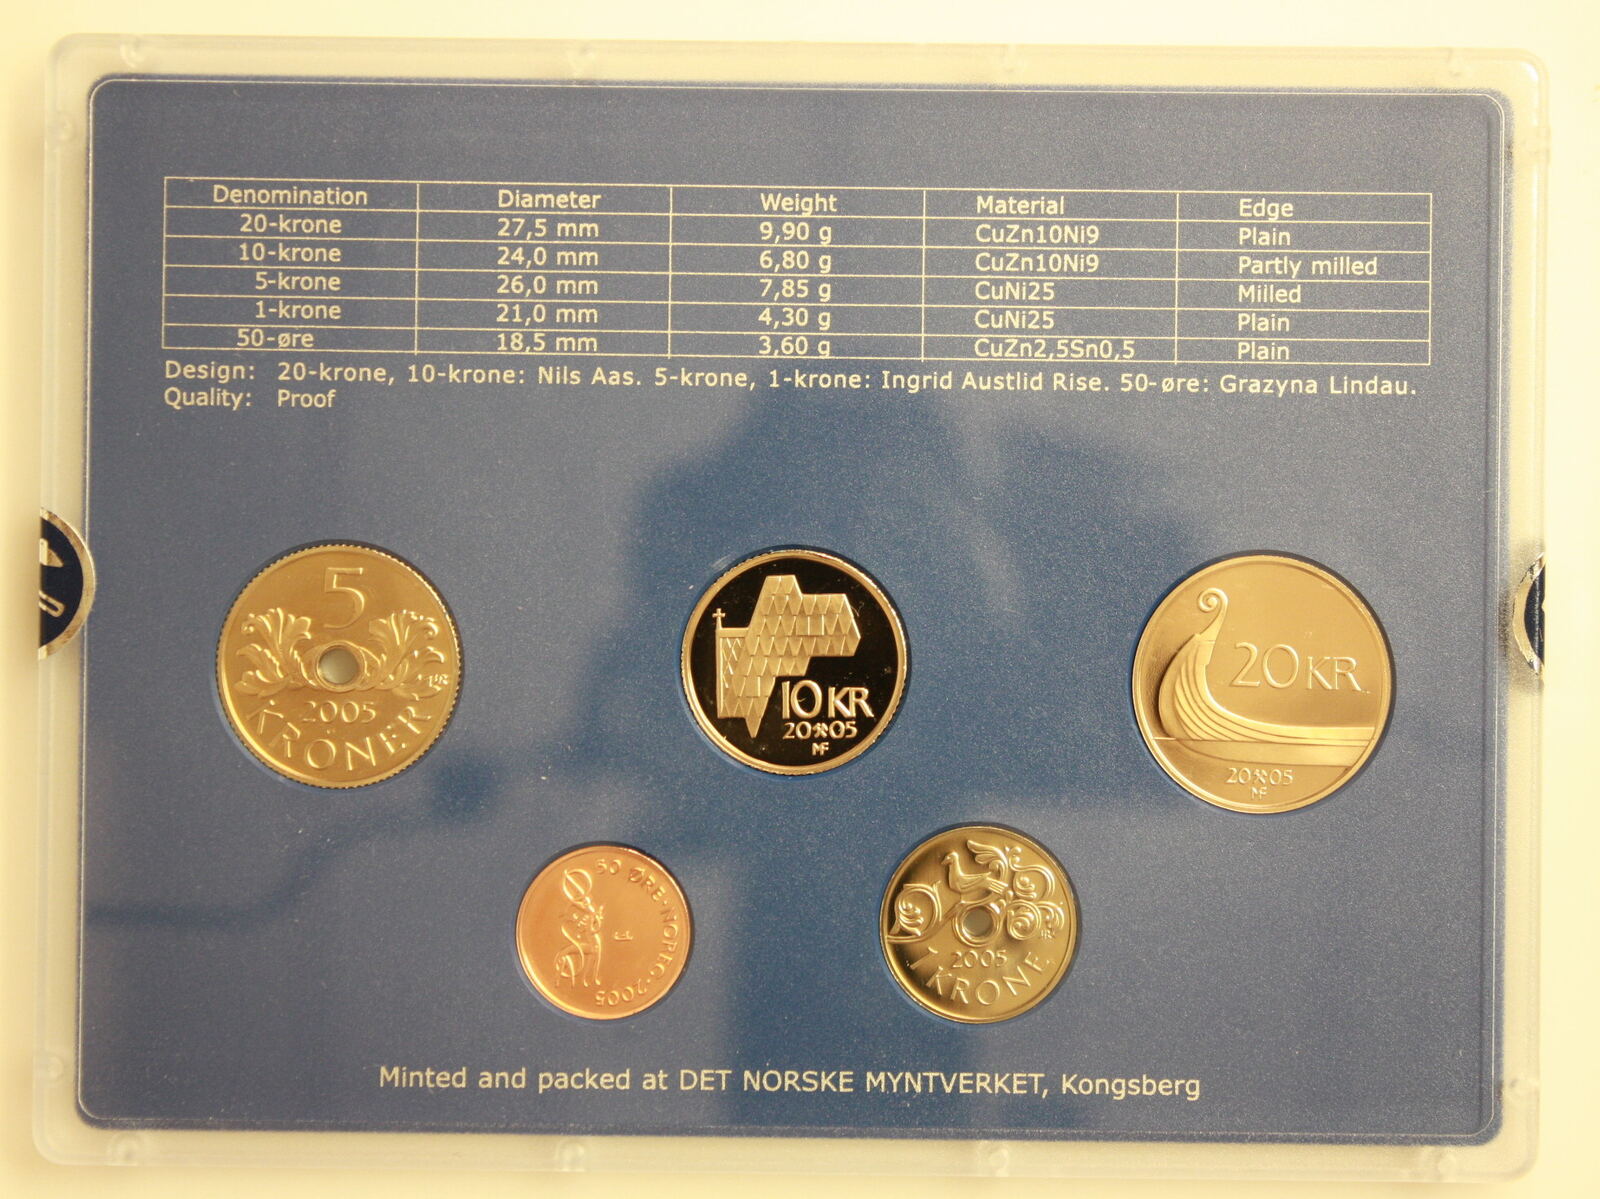 Denomination Diameter Weight Material Edge
20-krone 27,5 mm 9,90 g CuZn10Ni9 Plain
10-krone 24,0 mm 6,80 g CuZn10Ni9 Partly milled
5-krone 26,0 mm 7,85 g CuNi25 Milled
1-krone 21,0 mm 4,30 g CuNi25 Plain
50-øre 18,5 mm 3,60 g CuZn2,5Sn0,5 Plain
Design: 20-krone, 10-krone: Nils Aas. 5-krone, 1-krone: Ingrid Austlid Rise. 50-øre: Grazyna Lindau.
Quality: Proof
5
2005
KRONER
10 KR
20 05
20 KR
20 05
50 ØRE·NOREG·2005
2005
1 KRONE
Minted and packed at DET NORSKE MYNTVERKET, Kongsberg